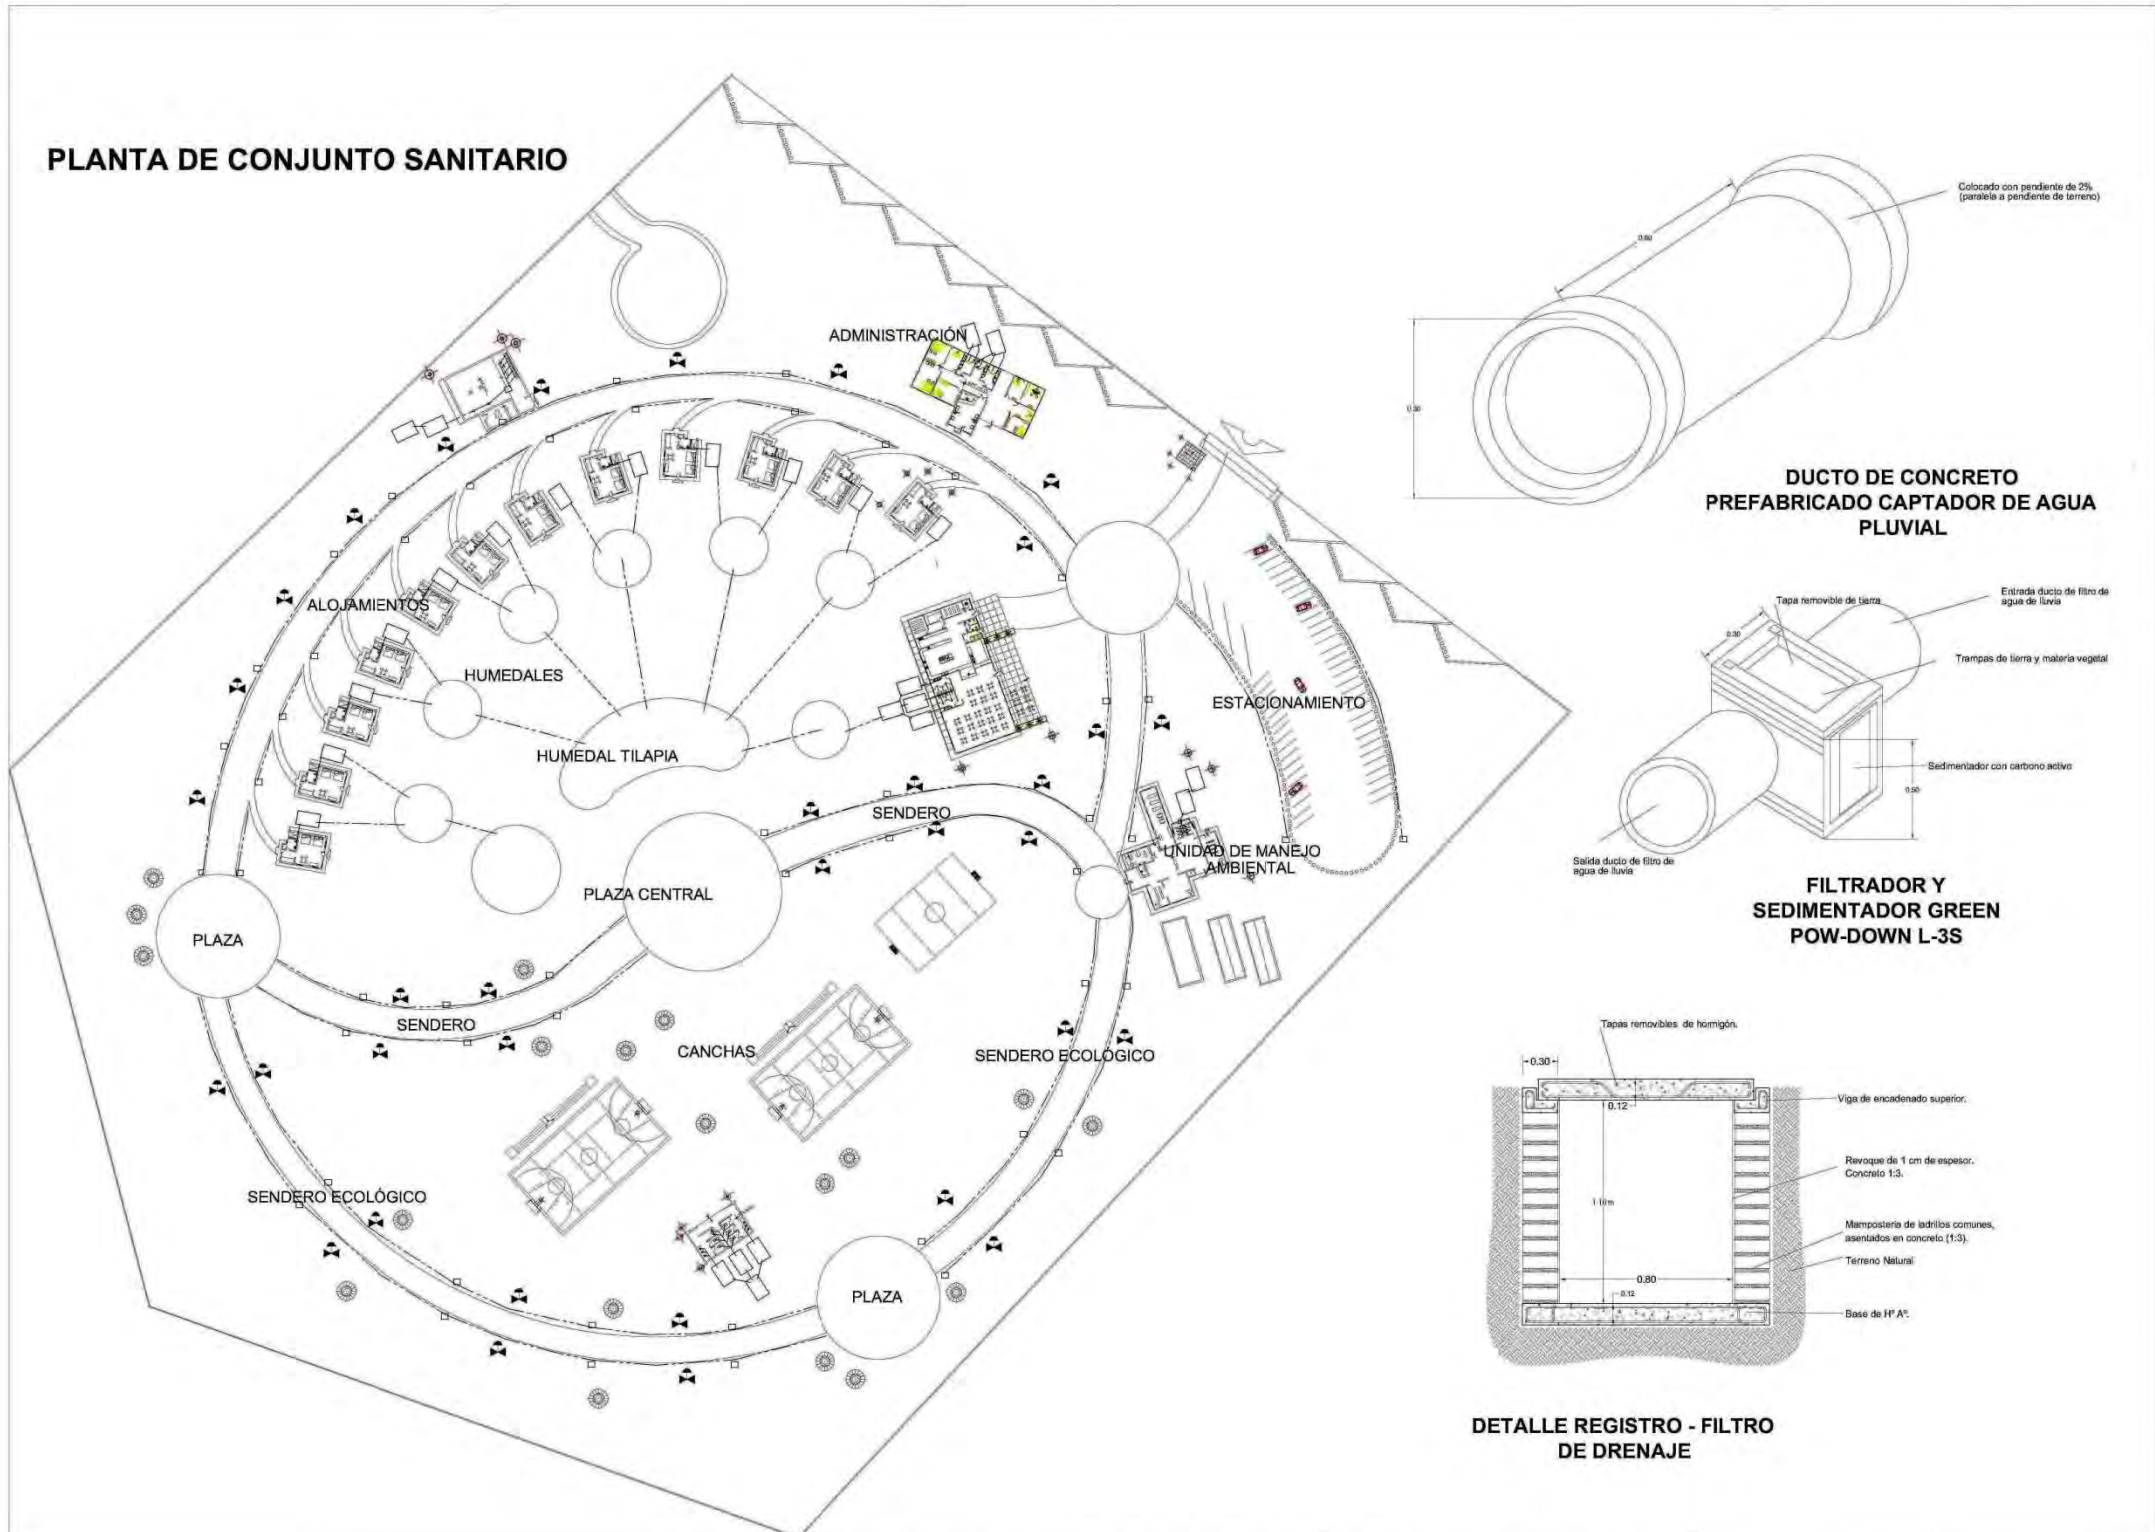 PLANTA DE CONJUNTO SANITARIO
ADMINISTRACIÓN
ALOJAMIENTOS
HUMEDALES
HUMEDAL TILAPIA
ESTACIONAMIENTO
SENDERO
UNIDAD DE MANEJO
AMBIENTAL
PLAZA CENTRAL
PLAZA
SENDERO
CANCHAS
SENDERO ECOLÓGICO
SENDERO ECOLÓGICO
PLAZA
Colocado con pendiente de 2%
(paralela a pendiente de terreno)
DUCTO DE CONCRETO
PREFABRICADO CAPTADOR DE AGUA
PLUVIAL
Tapa removible de tierra
Entrada ducto de filtro de
agua de lluvia
0.30
Trampas de tierra y materia vegetal
Sedimentador con carbono activo
0.50
Salida ducto de filtro de
agua de lluvia
FILTRADOR Y
SEDIMENTADOR GREEN
POW-DOWN L-3S
Tapas removibles de hormigón.
0.30
0.12
Viga de encadenado superior.
Revoque de 1 cm de espesor.
Concreto 1:3.
Mampostería de ladrillos comunes,
asentados en concreto (1:3).
Terreno Natural
0.80
0.12
Base de Hº Aº.
DETALLE REGISTRO - FILTRO
DE DRENAJE